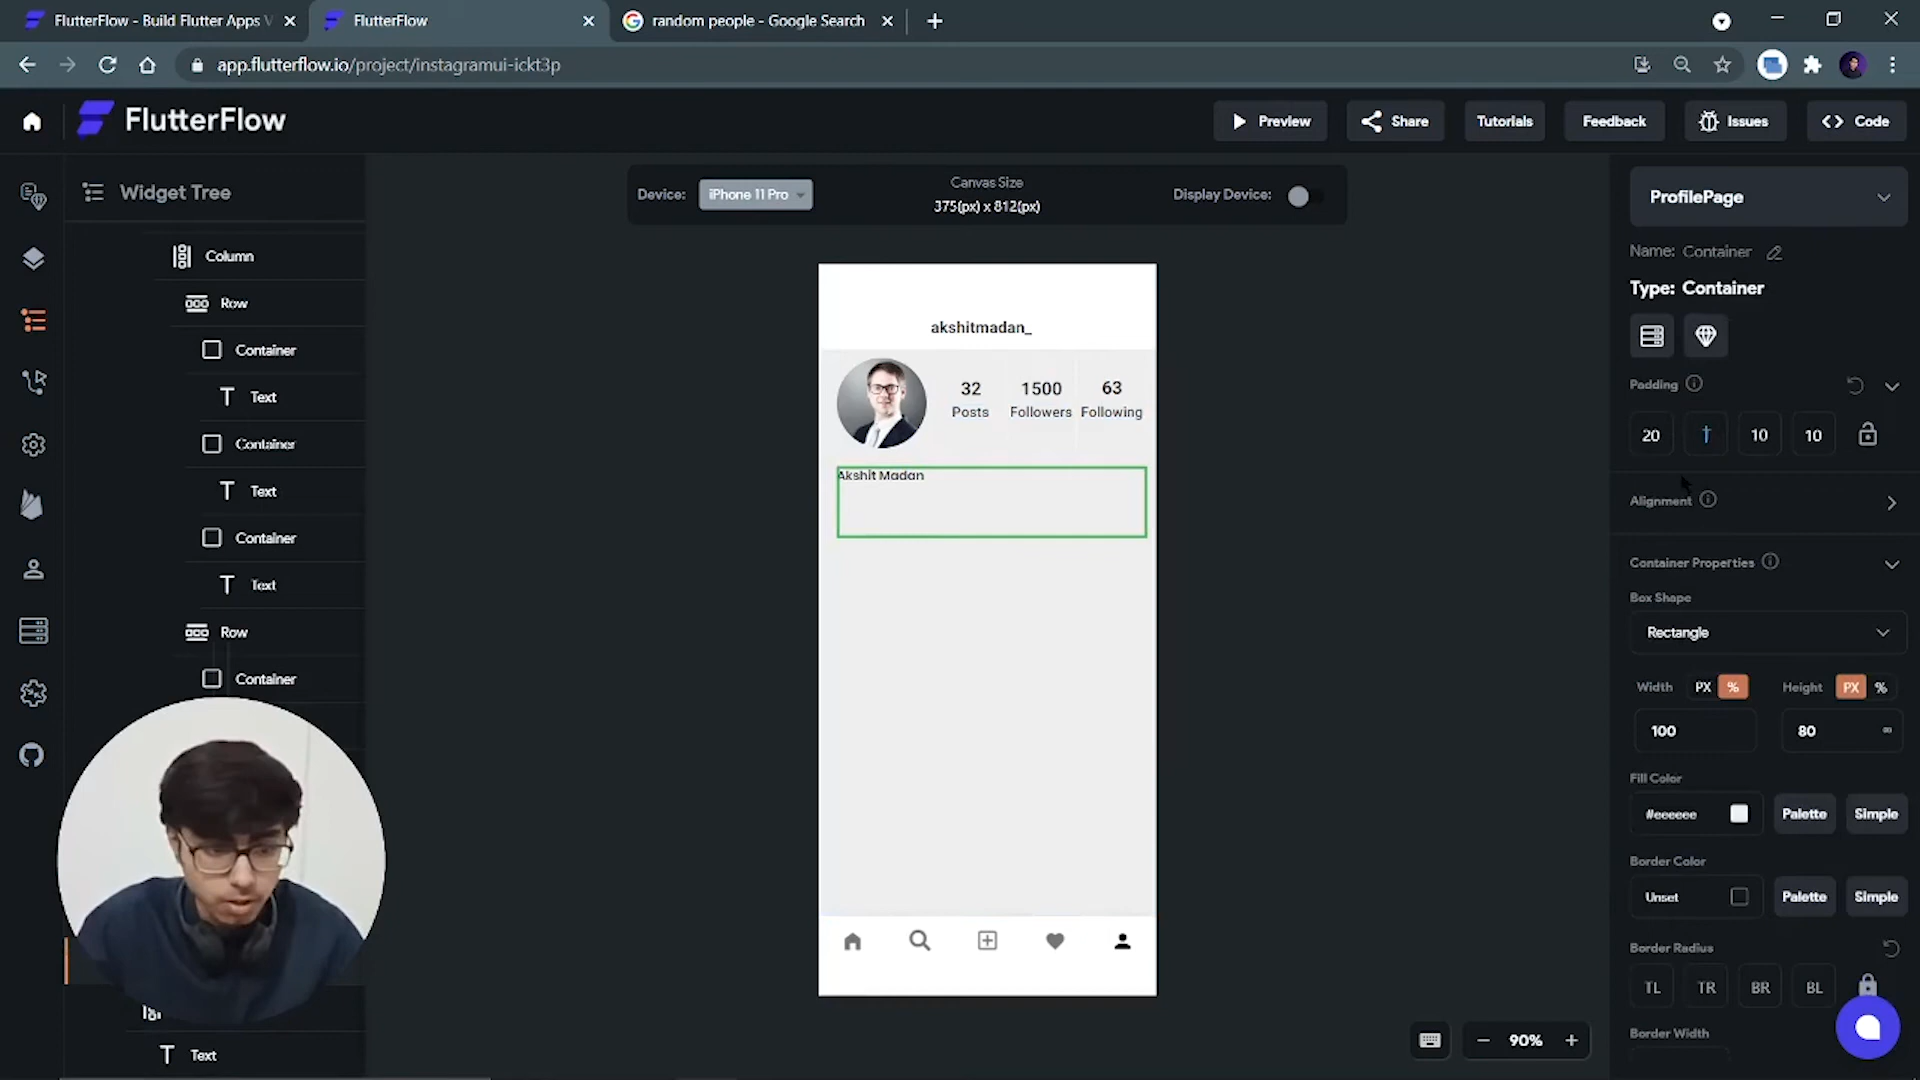 FlutterFlow - Build Flutter Apps V
FlutterFlow
random people - Google Search
app.flutterflow.io/project/instagramui-ickt3p
FlutterFlow
Preview
Share
Tutorials
Feedback
Issues
Code
Widget Tree
Column
Row
Container
Text
Container
Text
Container
Text
Row
Container
Text
Device:
iPhone 11 Pro
Canvas Size
375(px) x 812(px)
Display Device:
akshitmadan_
32
1500
63
Posts
Followers
Following
Akshit Madan
90%
ProfilePage
Name: Container
Type: Container
Padding
20
10
10
Alignment
Container Properties
Box Shape
Rectangle
Width PX %
Height PX %
100
80
∞
Fill Color
#eeeeee
Palette
Simple
Border Color
Unset
Palette
Simple
Border Radius
TL
TR
BR
BL
Border Width